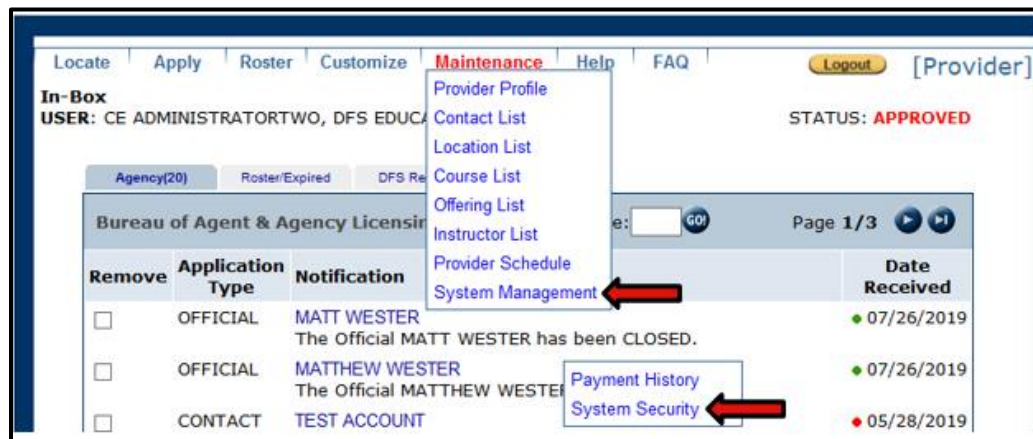 Locate Apply Roster Customize Maintenance Help FAQ Logout [Provider]
In-Box
USER: CE ADMINISTRATORTWO, DFS STATUS: APPROVED
Provider Profile
Contact List
Location List
Course List
Offering List
Instructor List
Provider Schedule
System Management
Agency(20) Roster/Expired DFS
Bureau of Agent & Agency GO! Page 1/3
Remove Application Type Notification Date Received
OFFICIAL MATT WESTER 07/26/2019
The Official MATT WESTER has been CLOSED.
OFFICIAL MATTHEW WESTER 07/26/2019
The Official MATTHEW
Payment History
System Security
CONTACT TEST ACCOUNT 05/28/2019